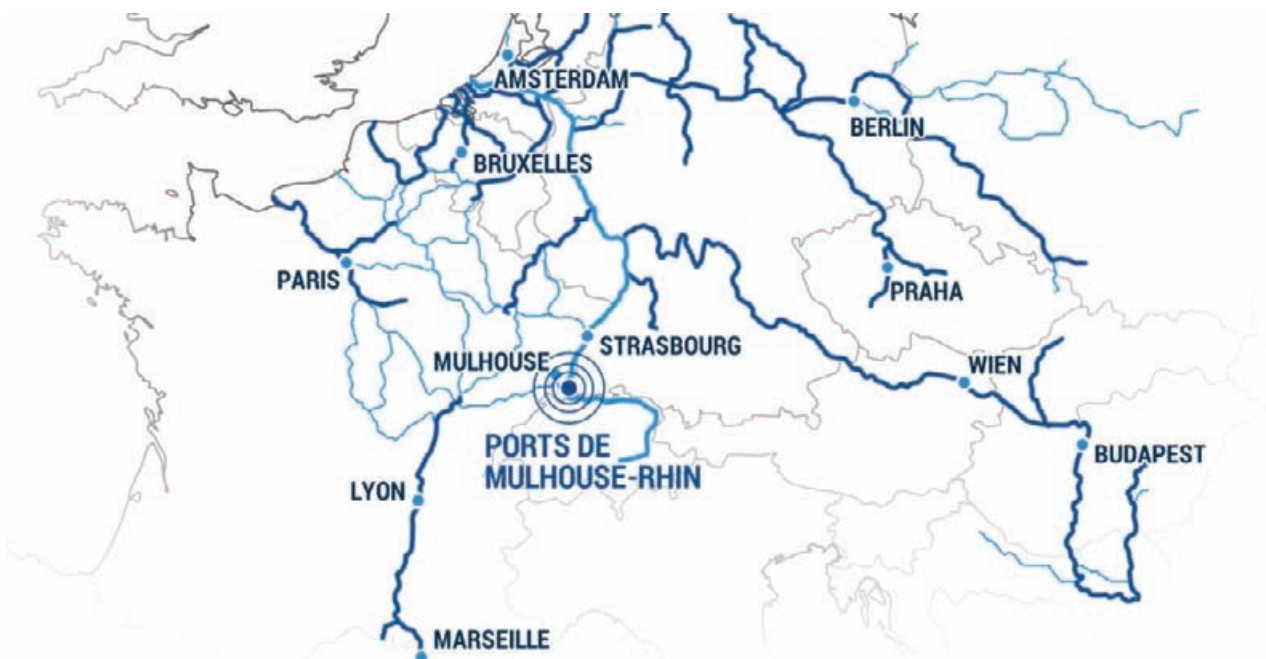 AMSTERDAM
BERLIN
BRUXELLES
PARIS
PRAHA
STRASBOURG
MULHOUSE
WIEN
PORTS DE
MULHOUSE-RHIN
BUDAPEST
LYON
MARSEILLE